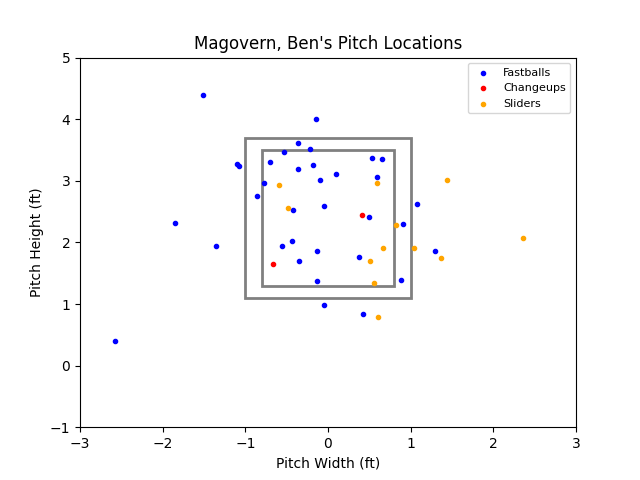 Magovern, Ben's Pitch Locations
Fastballs
Changeups
Sliders
5
4
3
2
1
0
−1
Pitch Height (ft)
−3
−2
−1
0
1
2
3
Pitch Width (ft)